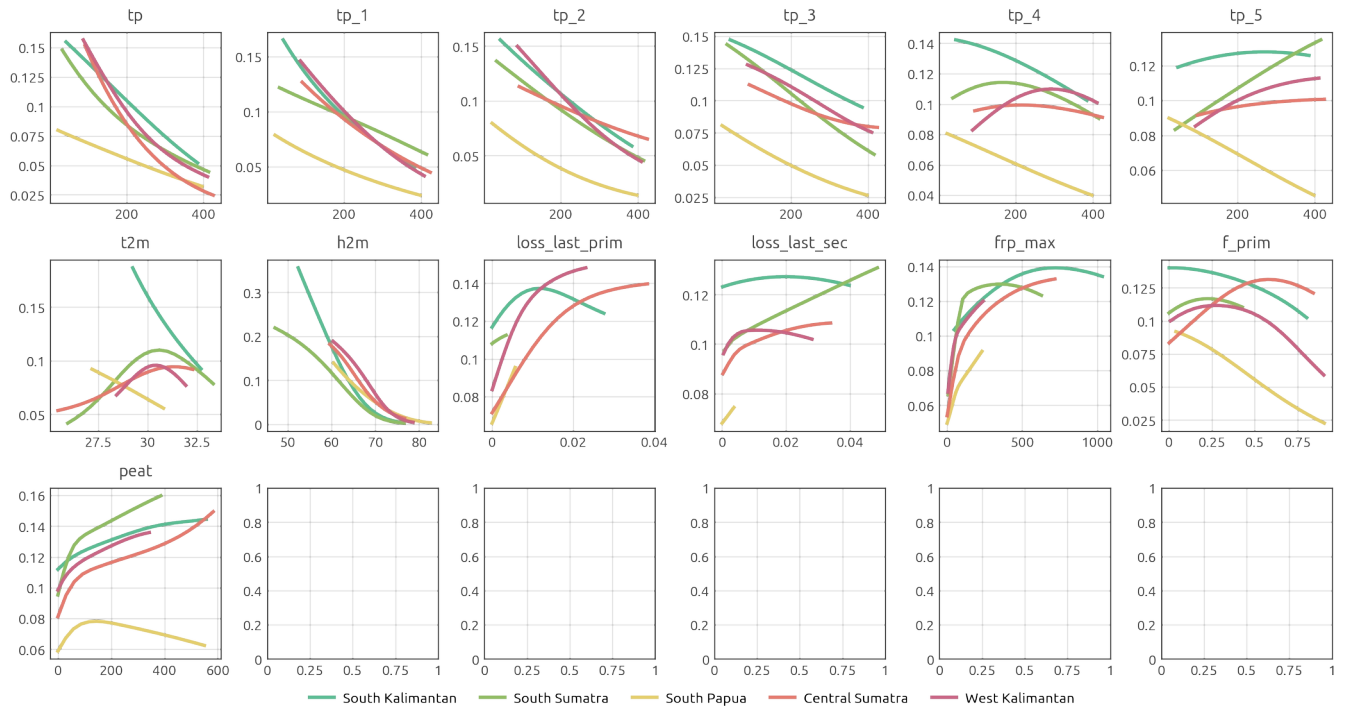 tp
tp_1
tp_2
tp_3
tp_4
tp_5
0.15 0.125 0.1 0.075 0.05 0.025
200 400
0.15 0.1 0.05
200 400
0.15 0.1 0.05
200 400
0.15 0.125 0.1 0.075 0.05 0.025
200 400
0.14 0.12 0.1 0.08 0.06 0.04
200 400
0.12 0.1 0.08 0.06
200 400
t2m
h2m
loss_last_prim
loss_last_sec
frp_max
f_prim
0.15 0.1 0.05
27.5 30 32.5
0.3 0.2 0.1 0
50 60 70 80
0.14 0.12 0.1 0.08
0 0.02 0.04
0.12 0.1 0.08
0 0.02 0.04
0.14 0.12 0.1 0.08 0.06
0 500 1000
0.125 0.1 0.075 0.05 0.025
0 0.25 0.5 0.75
peat
0.16 0.14 0.12 0.1 0.08 0.06
0 200 400 600
1 0.8 0.6 0.4 0.2 0
0 0.25 0.5 0.75 1
1 0.8 0.6 0.4 0.2 0
0 0.25 0.5 0.75 1
1 0.8 0.6 0.4 0.2 0
0 0.25 0.5 0.75 1
1 0.8 0.6 0.4 0.2 0
0 0.25 0.5 0.75 1
1 0.8 0.6 0.4 0.2 0
0 0.25 0.5 0.75 1
South Kalimantan South Sumatra South Papua Central Sumatra West Kalimantan